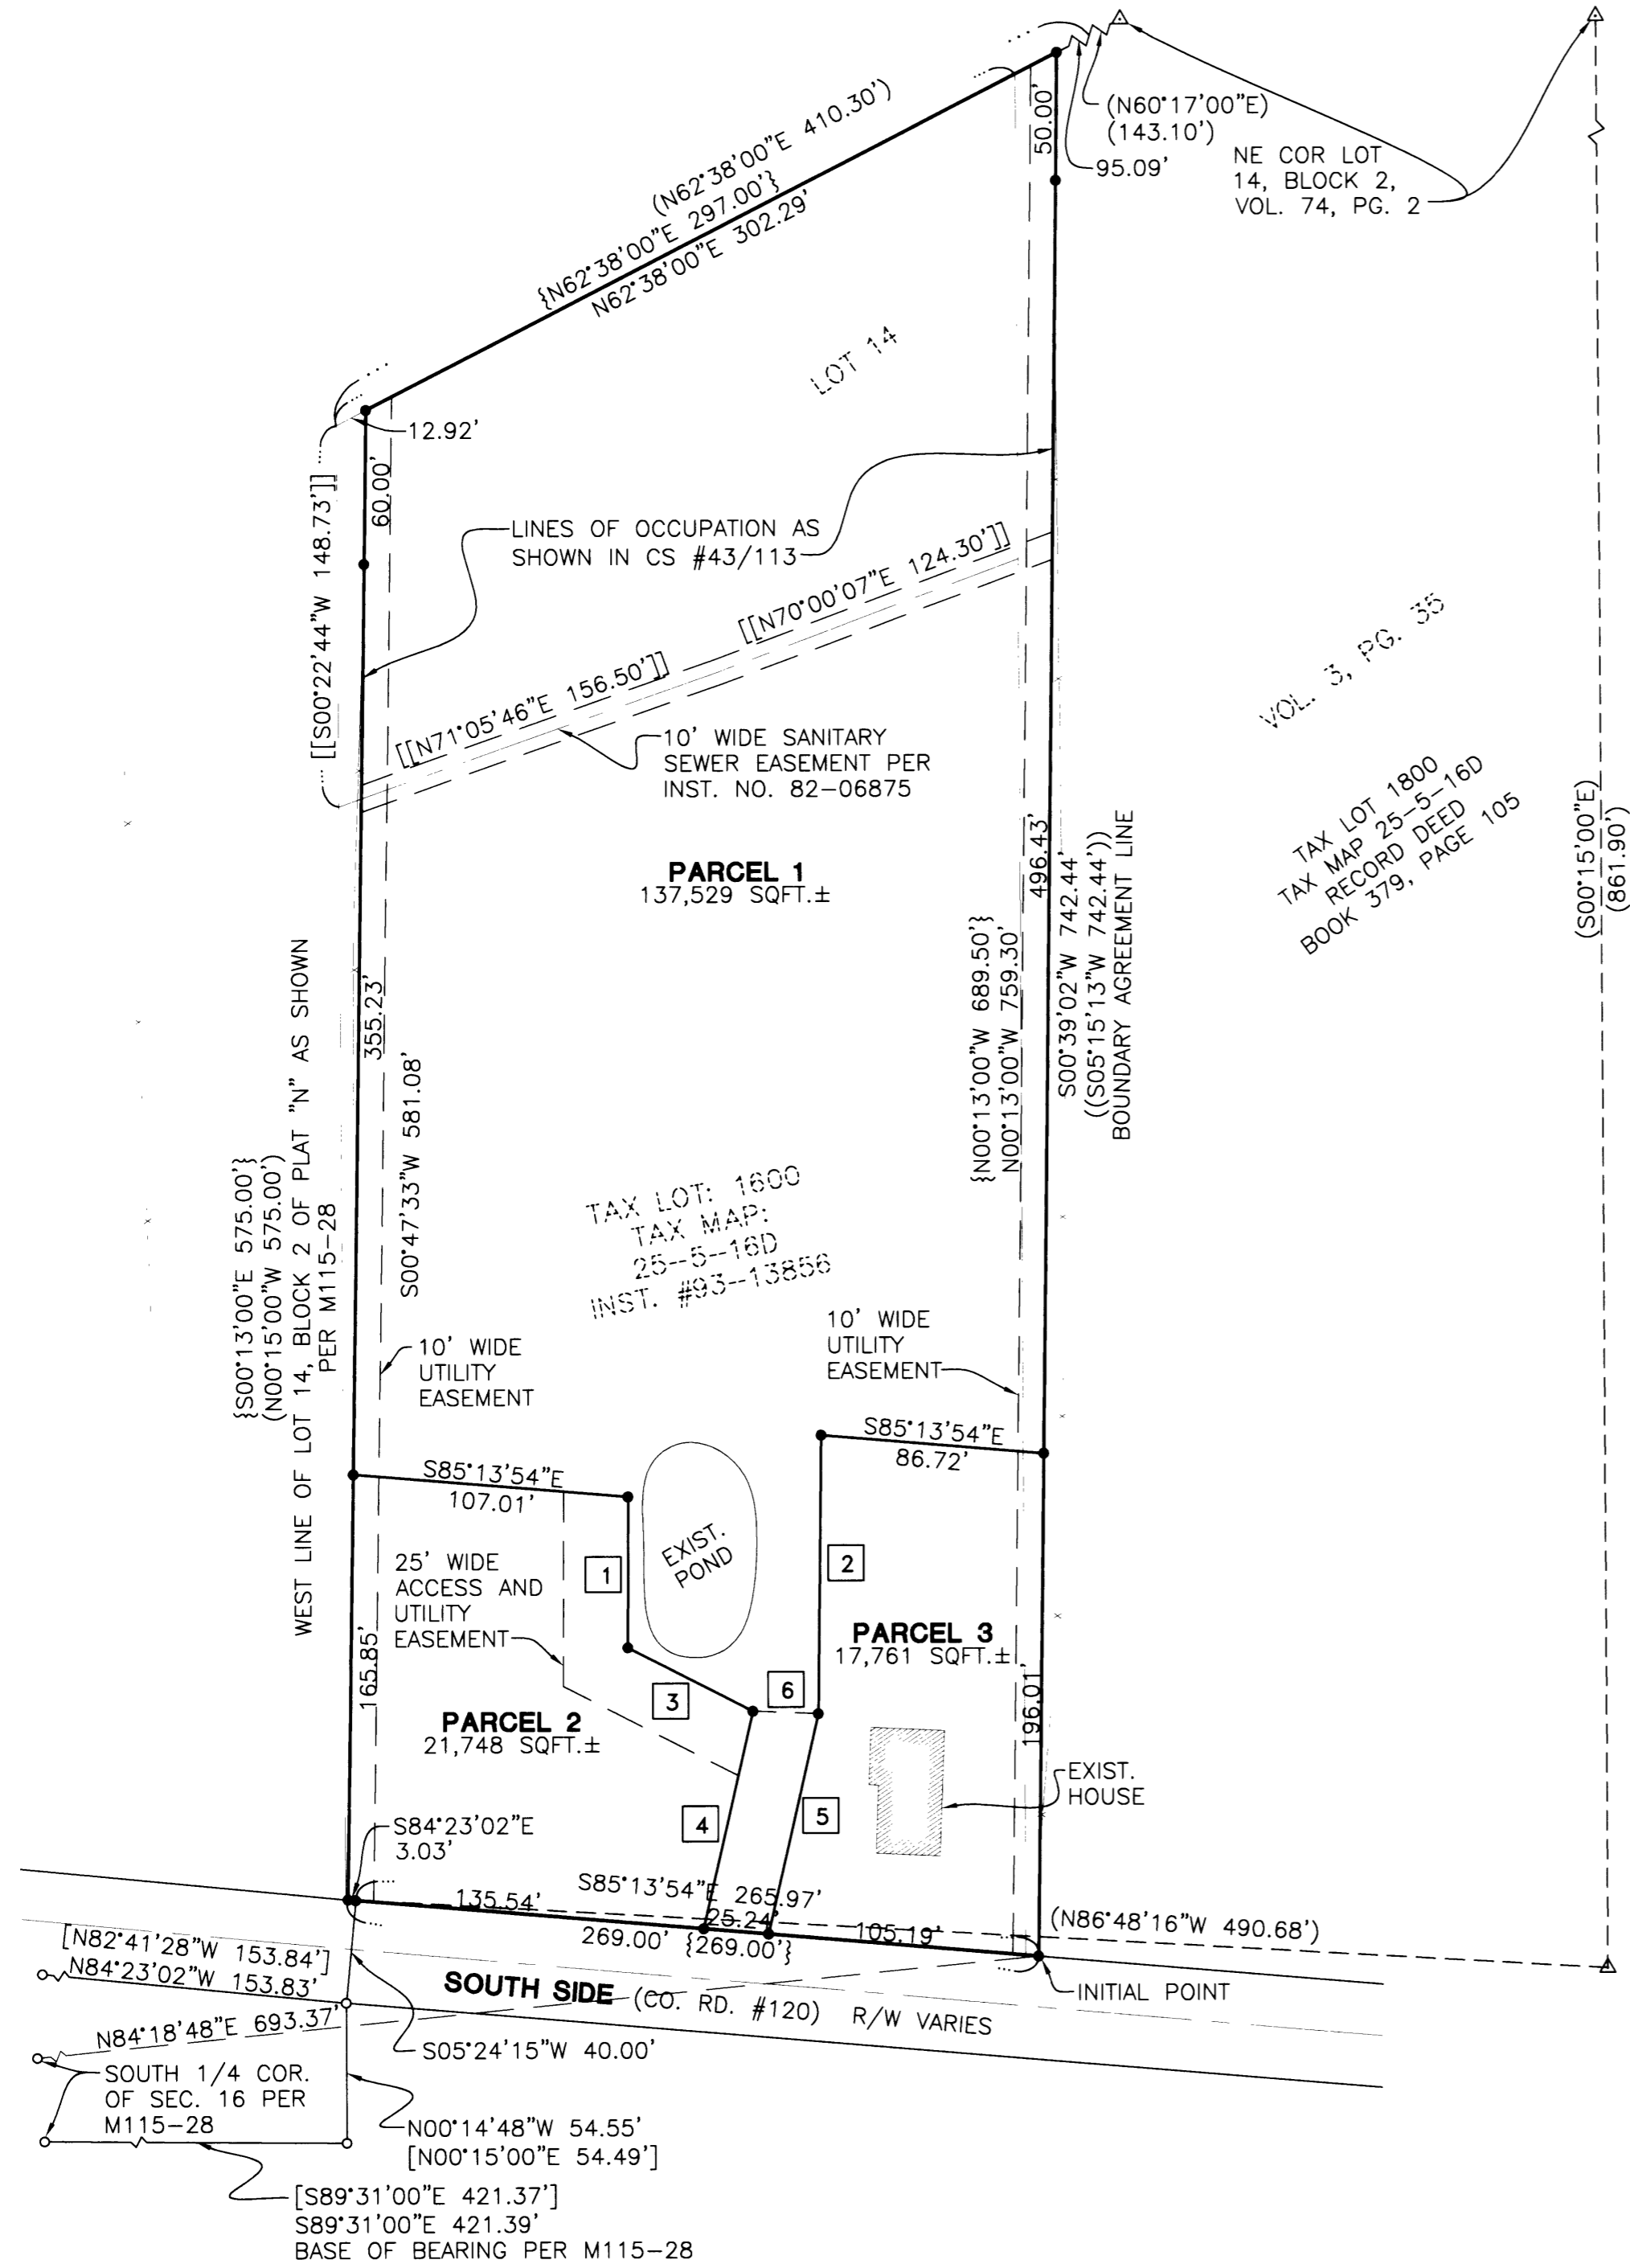 (N60°17'00"E)
(143.10')
95.09'
50.00'
NE COR LOT
14, BLOCK 2,
VOL. 74, PG. 2
(N62°38'00"E 410.30')
{N62°38'00"E 297.00'}
N62°38'00"E 302.29'
LOT 14
12.92'
60.00'
[[S00°22'44"W 148.73']]
LINES OF OCCUPATION AS
SHOWN IN CS #43/113
[[N70°00'07"E 124.30']]
[[N71°05'46"E 156.50']]
10' WIDE SANITARY
SEWER EASEMENT PER
INST. NO. 82-06875
VOL. 3, PG. 35
TAX LOT 1800
TAX MAP 25-5-16D
RECORD DEED
BOOK 379, PAGE 105
(S00°15'00"E)
(861.90')
PARCEL 1
137,529 SQFT.±
496.43'
{N00°13'00"W 689.50'}
N00°13'00"W 759.30'
S00°39'02"W 742.44'
((S05°15'13"W 742.44'))
BOUNDARY AGREEMENT LINE
355.23'
S00°47'33"W 581.08'
{S00°13'00"E 575.00'}
(N00°15'00"W 575.00')
WEST LINE OF LOT 14, BLOCK 2 OF PLAT "N" AS SHOWN
PER M115-28
TAX LOT: 1600
TAX MAP:
25--5--16D
INST. #93--13856
10' WIDE
UTILITY
EASEMENT
10' WIDE
UTILITY
EASEMENT
S85°13'54"E
86.72'
S85°13'54"E
107.01'
EXIST.
POND
1
2
25' WIDE
ACCESS AND
UTILITY
EASEMENT
PARCEL 3
17,761 SQFT.±
165.85'
196.01'
3
6
PARCEL 2
21,748 SQFT.±
EXIST.
HOUSE
4
5
S84°23'02"E
3.03'
S85°13'54"E 265.97'
135.54'
25.24'
105.19'
269.00' {269.00'}
(N86°48'16"W 490.68')
[N82°41'28"W 153.84']
N84°23'02"W 153.83'
SOUTH SIDE (CO. RD. #120) R/W VARIES
INITIAL POINT
N84°18'48"E 693.37'
S05°24'15"W 40.00'
SOUTH 1/4 COR.
OF SEC. 16 PER
M115-28
N00°14'48"W 54.55'
[N00°15'00"E 54.49']
[S89°31'00"E 421.37']
S89°31'00"E 421.39'
BASE OF BEARING PER M115-28